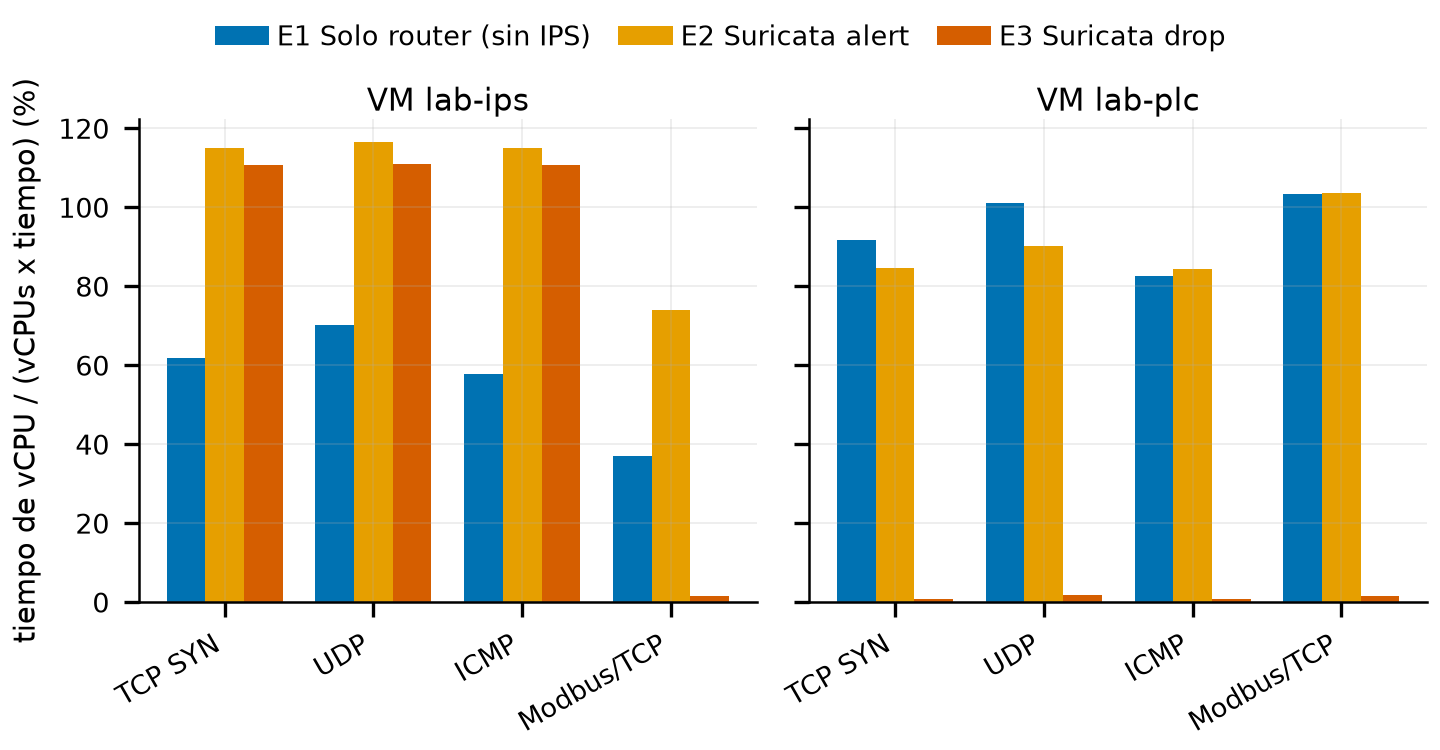 E1 Solo router (sin IPS) E2 Suricata alert E3 Suricata drop
VM lab-ips VM lab-plc
tiempo de vCPU / (vCPUs x tiempo) (%)
120
100
80
60
40
20
0
TCP SYN UDP ICMP Modbus/TCP TCP SYN UDP ICMP Modbus/TCP